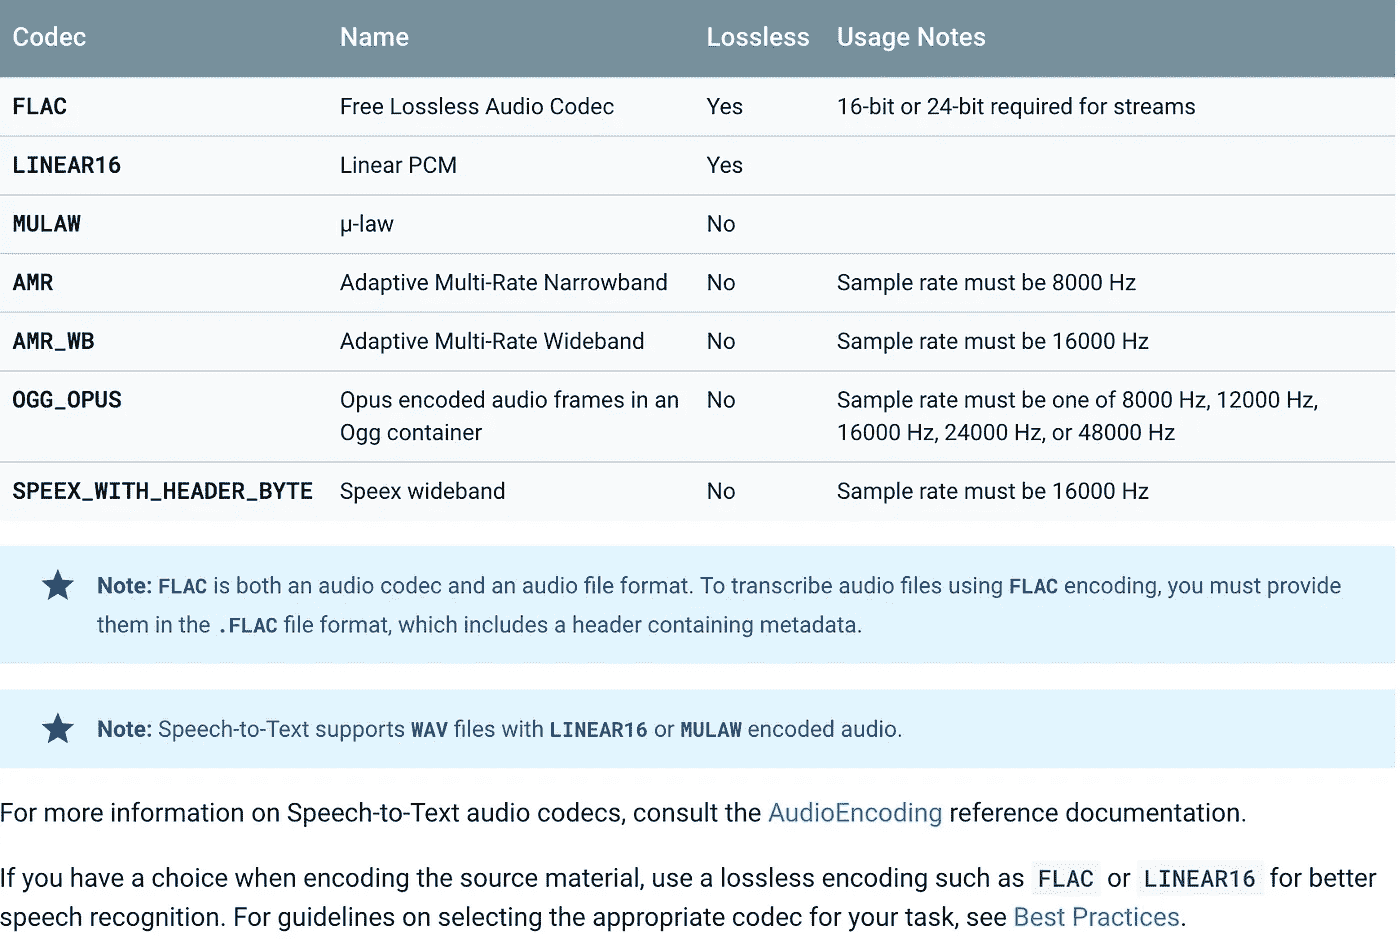 Codec Name Lossless Usage Notes
FLAC Free Lossless Audio Codec Yes 16-bit or 24-bit required for streams
LINEAR16 Linear PCM Yes
MULAW μ-law No
AMR Adaptive Multi-Rate Narrowband No Sample rate must be 8000 Hz
AMR_WB Adaptive Multi-Rate Wideband No Sample rate must be 16000 Hz
OGG_OPUS Opus encoded audio frames in an No Sample rate must be one of 8000 Hz, 12000 Hz,
Ogg container 16000 Hz, 24000 Hz, or 48000 Hz
SPEEX_WITH_HEADER_BYTE Speex wideband No Sample rate must be 16000 Hz
Note: FLAC is both an audio codec and an audio file format. To transcribe audio files using FLAC encoding, you must provide
them in the .FLAC file format, which includes a header containing metadata.
Note: Speech-to-Text supports WAV files with LINEAR16 or MULAW encoded audio.
For more information on Speech-to-Text audio codecs, consult the AudioEncoding reference documentation.
If you have a choice when encoding the source material, use a lossless encoding such as FLAC or LINEAR16 for better
speech recognition. For guidelines on selecting the appropriate codec for your task, see Best Practices.